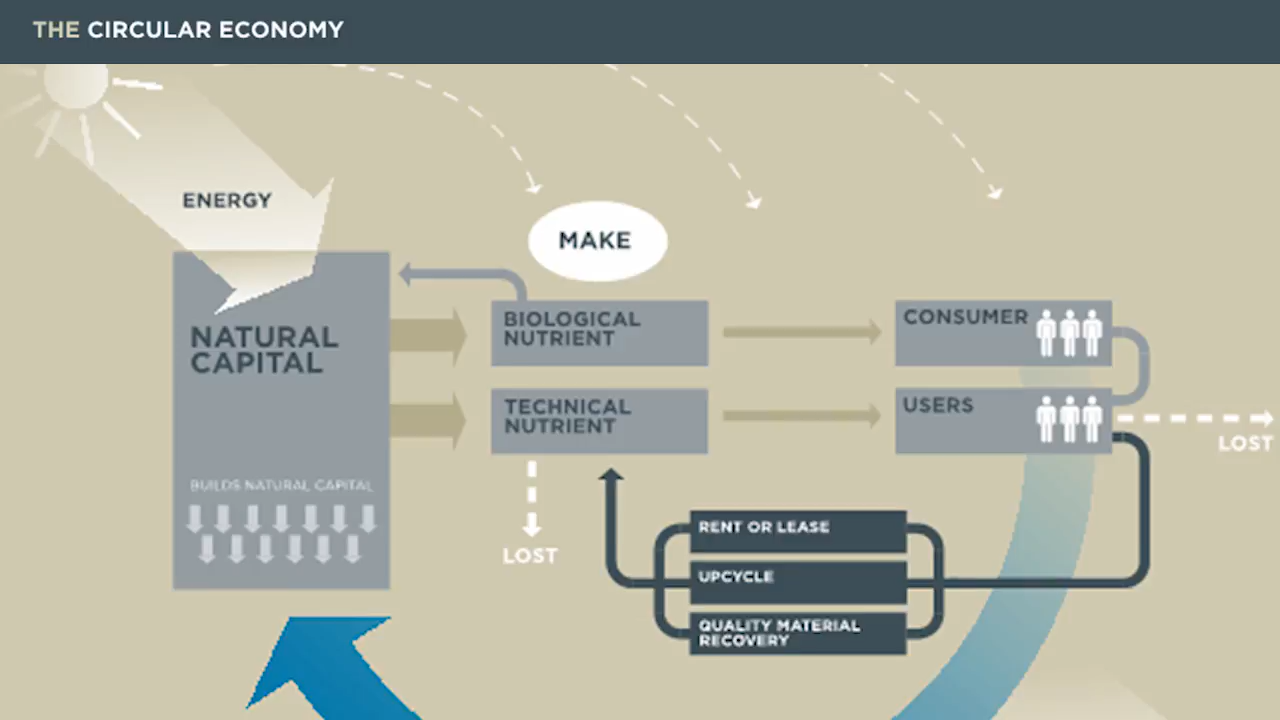 THE CIRCULAR ECONOMY
ENERGY
MAKE
NATURAL
CAPITAL
BIOLOGICAL
NUTRIENT
CONSUMER
TECHNICAL
NUTRIENT
USERS
LOST
BUILDS NATURAL CAPITAL
LOST
RENT OR LEASE
UPCYCLE
QUALITY MATERIAL
RECOVERY